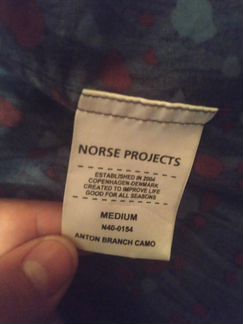 NORSE PROJECTS
ESTABLISHED IN 2004
COPENHAGEN-DENMARK
CREATED TO IMPROVE LIFE
GOOD FOR ALL SEASONS
MEDIUM
N40-0154
ANTON BRANCH CAMO